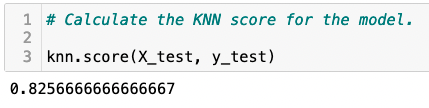 1 # Calculate the KNN score for the model.
2
3 knn.score(X_test, y_test)
0.8256666666666667